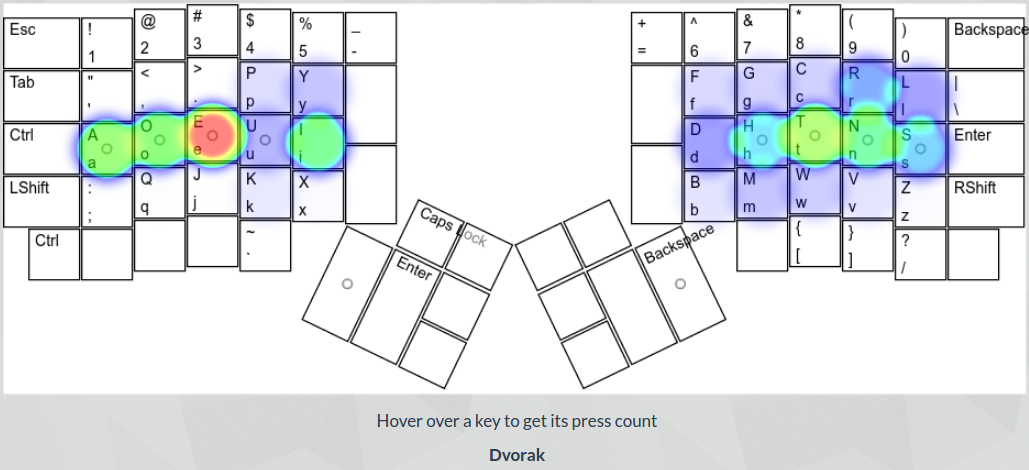 Esc ! @ # $ % _ + ^ & * ( ) Backspace
1 2 3 4 5 - = 6 7 8 9 0
Tab " < > P Y F G C R L |
' , . p y f g c r l \
Ctrl A O E U I D H T N S Enter
a o e u i d h t n s
LShift : Q J K X B M W V Z RShift
; q j k x b m w v z
Ctrl ~ { } ?
` [ ] /
Caps Lock
Enter
Backspace
Hover over a key to get its press count
Dvorak